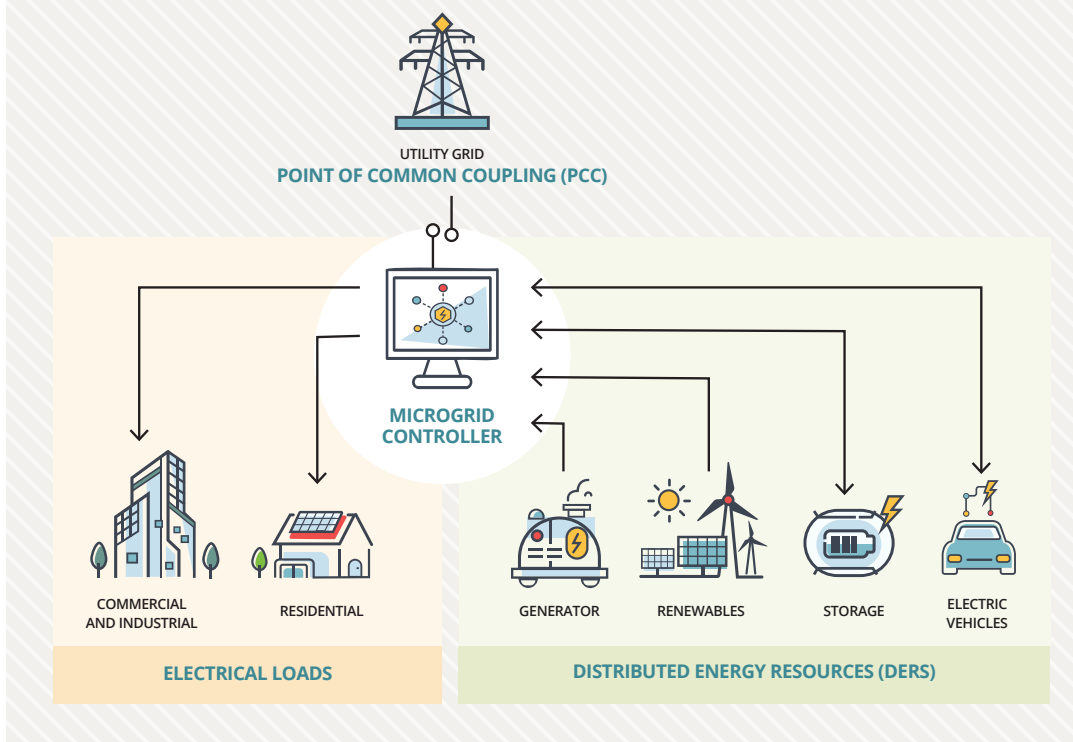 UTILITY GRID
POINT OF COMMON COUPLING (PCC)
MICROGRID
CONTROLLER
COMMERCIAL
AND INDUSTRIAL
RESIDENTIAL
GENERATOR
RENEWABLES
STORAGE
ELECTRIC
VEHICLES
ELECTRICAL LOADS
DISTRIBUTED ENERGY RESOURCES (DERS)